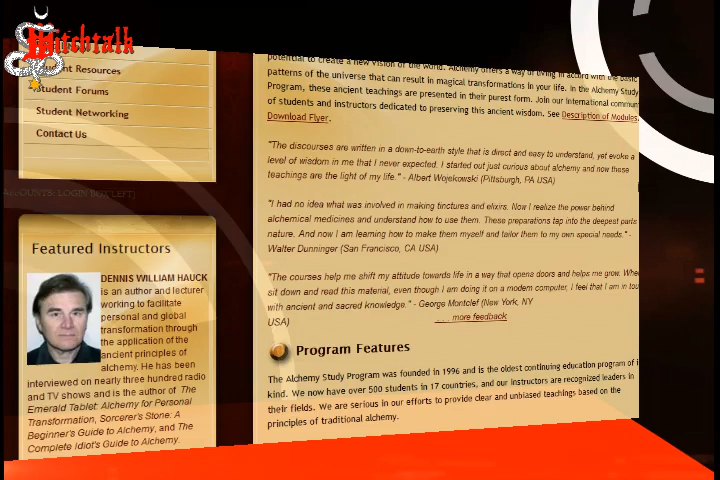 Witchtalk
Student Resources
Student Forums
Student Networking
Contact Us
LOGIN
Featured Instructors
DENNIS WILLIAM HAUCK
is an author and lecturer
working to facilitate
personal and global
transformation through
the application of the
ancient principles of
alchemy. He has been
interviewed on nearly three hundred radio
and TV shows and is the author of The
Emerald Tablet: Alchemy for Personal
Transformation, Sorcerer's Stone: A
Beginner's Guide to Alchemy, and The
Complete Idiot's Guide to Alchemy.
potential to create a new vision of the world. Alchemy offers a way of living in accord with the basic
patterns of the universe that can result in magical transformations in your life. In the Alchemy Study
Program, these ancient teachings are presented in their purest form. Join our international
of students and instructors dedicated to preserving this ancient wisdom. See Description of Modules.
Download Flyer.
"The discourses are written in a down-to-earth style that is direct and easy to understand, yet evoke a
level of wisdom in me that I never expected. I started out just curious about alchemy and now these
teachings are the light of my life." - Albert Wojekowski (Pittsburgh, PA USA)
"I had no idea what was involved in making tinctures and elixirs. Now I realize the power behind
alchemical medicines and understand how to use them. These preparations tap into the deepest parts
nature. And now I am learning how to make them myself and tailor them to my own special needs." -
Walter Dunninger (San Francisco, CA USA)
"The courses help me shift my attitude towards life in a way that opens doors and helps me grow.
sit down and read this material, even though I am doing it on a modern computer, I feel that I am in
with ancient and sacred knowledge." - George Montclef (New York, NY
USA) .... more feedback
Program Features
The Alchemy Study Program was founded in 1996 and is the oldest continuing education program of
kind. We now have over 500 students in 17 countries, and our instructors are recognized leaders in
their fields. We are serious in our efforts to provide clear and unbiased teachings based on the
principles of traditional alchemy.